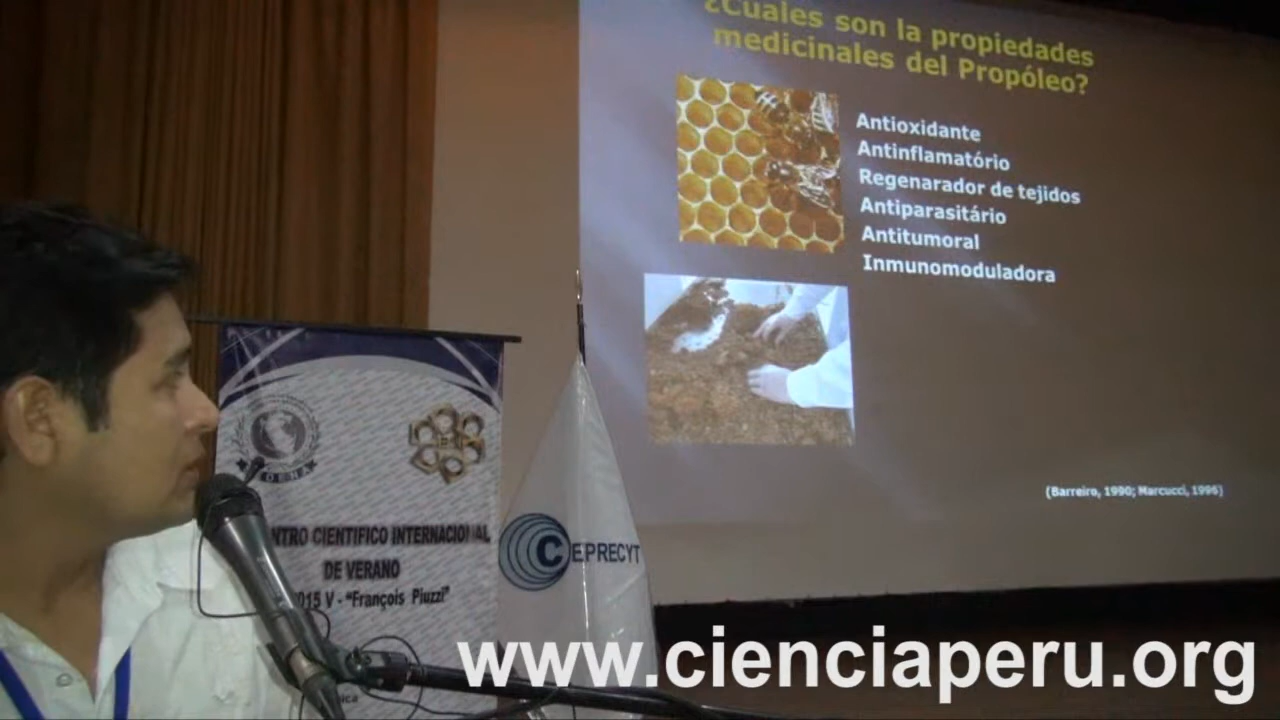 ¿Cuales son la propiedades
medicinales del Propóleo?
Antioxidante
Antinflamatório
Regenarador de tejidos
Antiparasitário
Antitumoral
Inmunomoduladora
(Barreiro, 1990; Marcucci, 1996)
NTRO CIENTIFICO INTERNACIONAL
DE VERANO
2015 V - "François Piuzzi"
CEPRECYT
www.cienciaperu.org